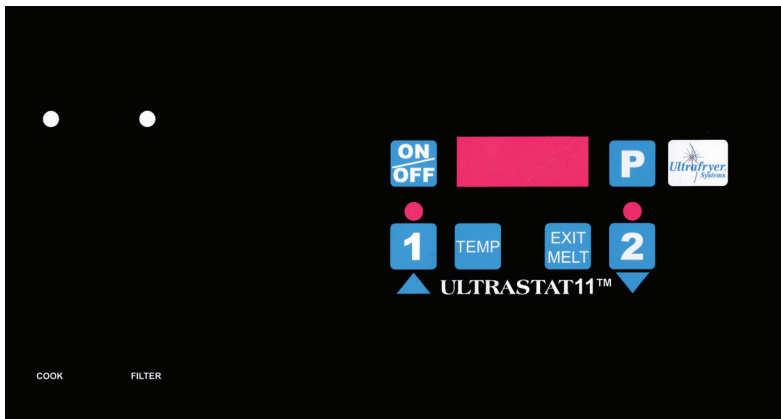 ON
OFF
P
Ultrafryer
Systems
1
TEMP
EXIT
MELT
2
ULTRASTAT11™
COOK
FILTER